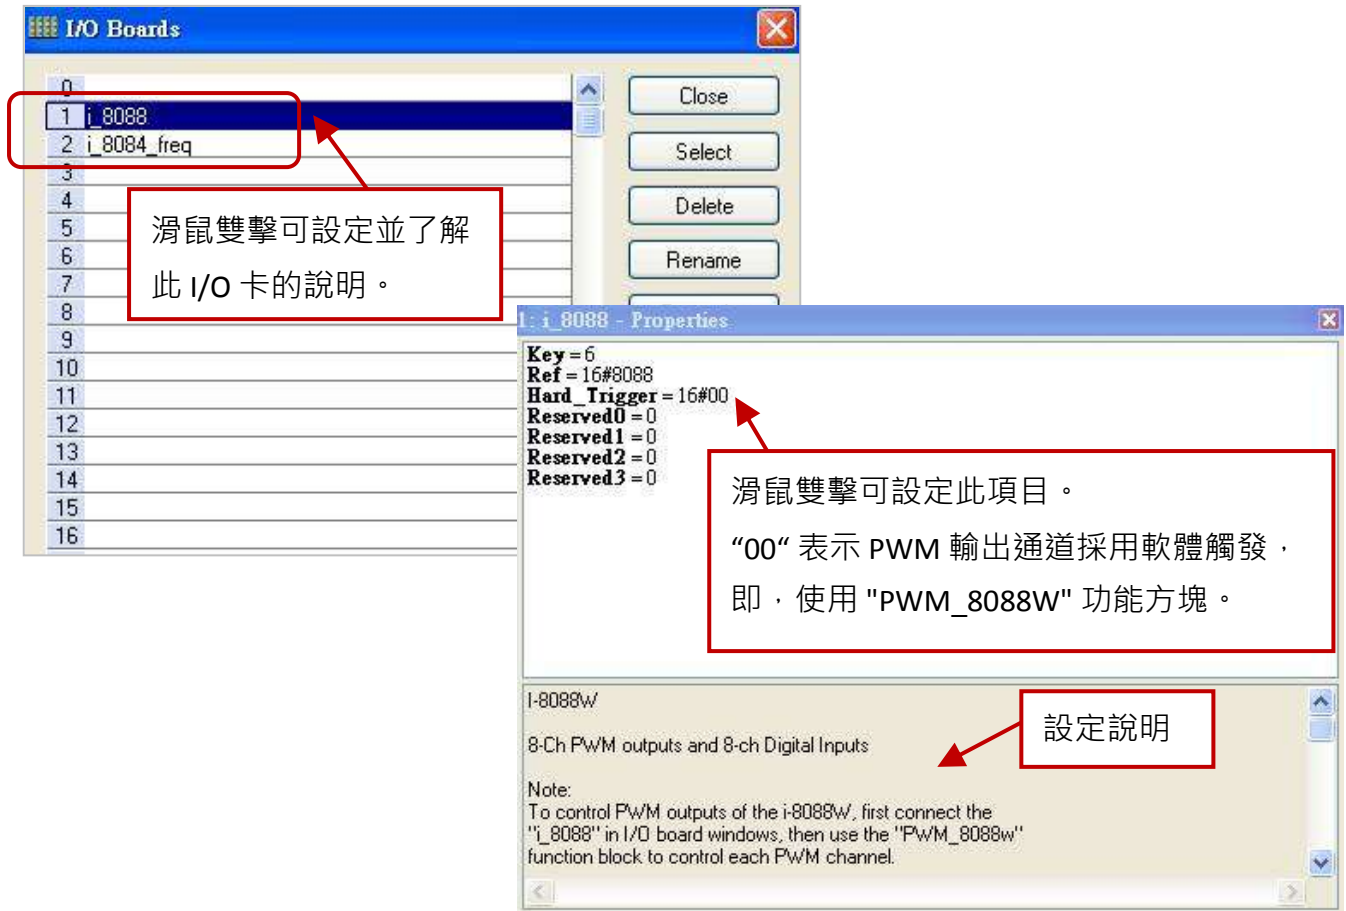 I/O Boards
0
1 i_8088
2 i_8084_freq
3
4
5
6
7
8
9
10
11
12
13
14
15
16
Close
Select
Delete
Rename
滑鼠雙擊可設定並了解
此 I/O 卡的說明。
1: i_8088 - Properties
Key = 6
Ref = 16#8088
Hard_Trigger = 16#00
Reserved0 = 0
Reserved1 = 0
Reserved2 = 0
Reserved3 = 0
滑鼠雙擊可設定此項目。
“00“ 表示 PWM 輸出通道採用軟體觸發，
即，使用 "PWM_8088W" 功能方塊。
I-8088W
8-Ch PWM outputs and 8-ch Digital Inputs
Note:
To control PWM outputs of the i-8088W, first connect the
"i_8088" in I/O board windows, then use the "PWM_8088w"
function block to control each PWM channel.
設定說明